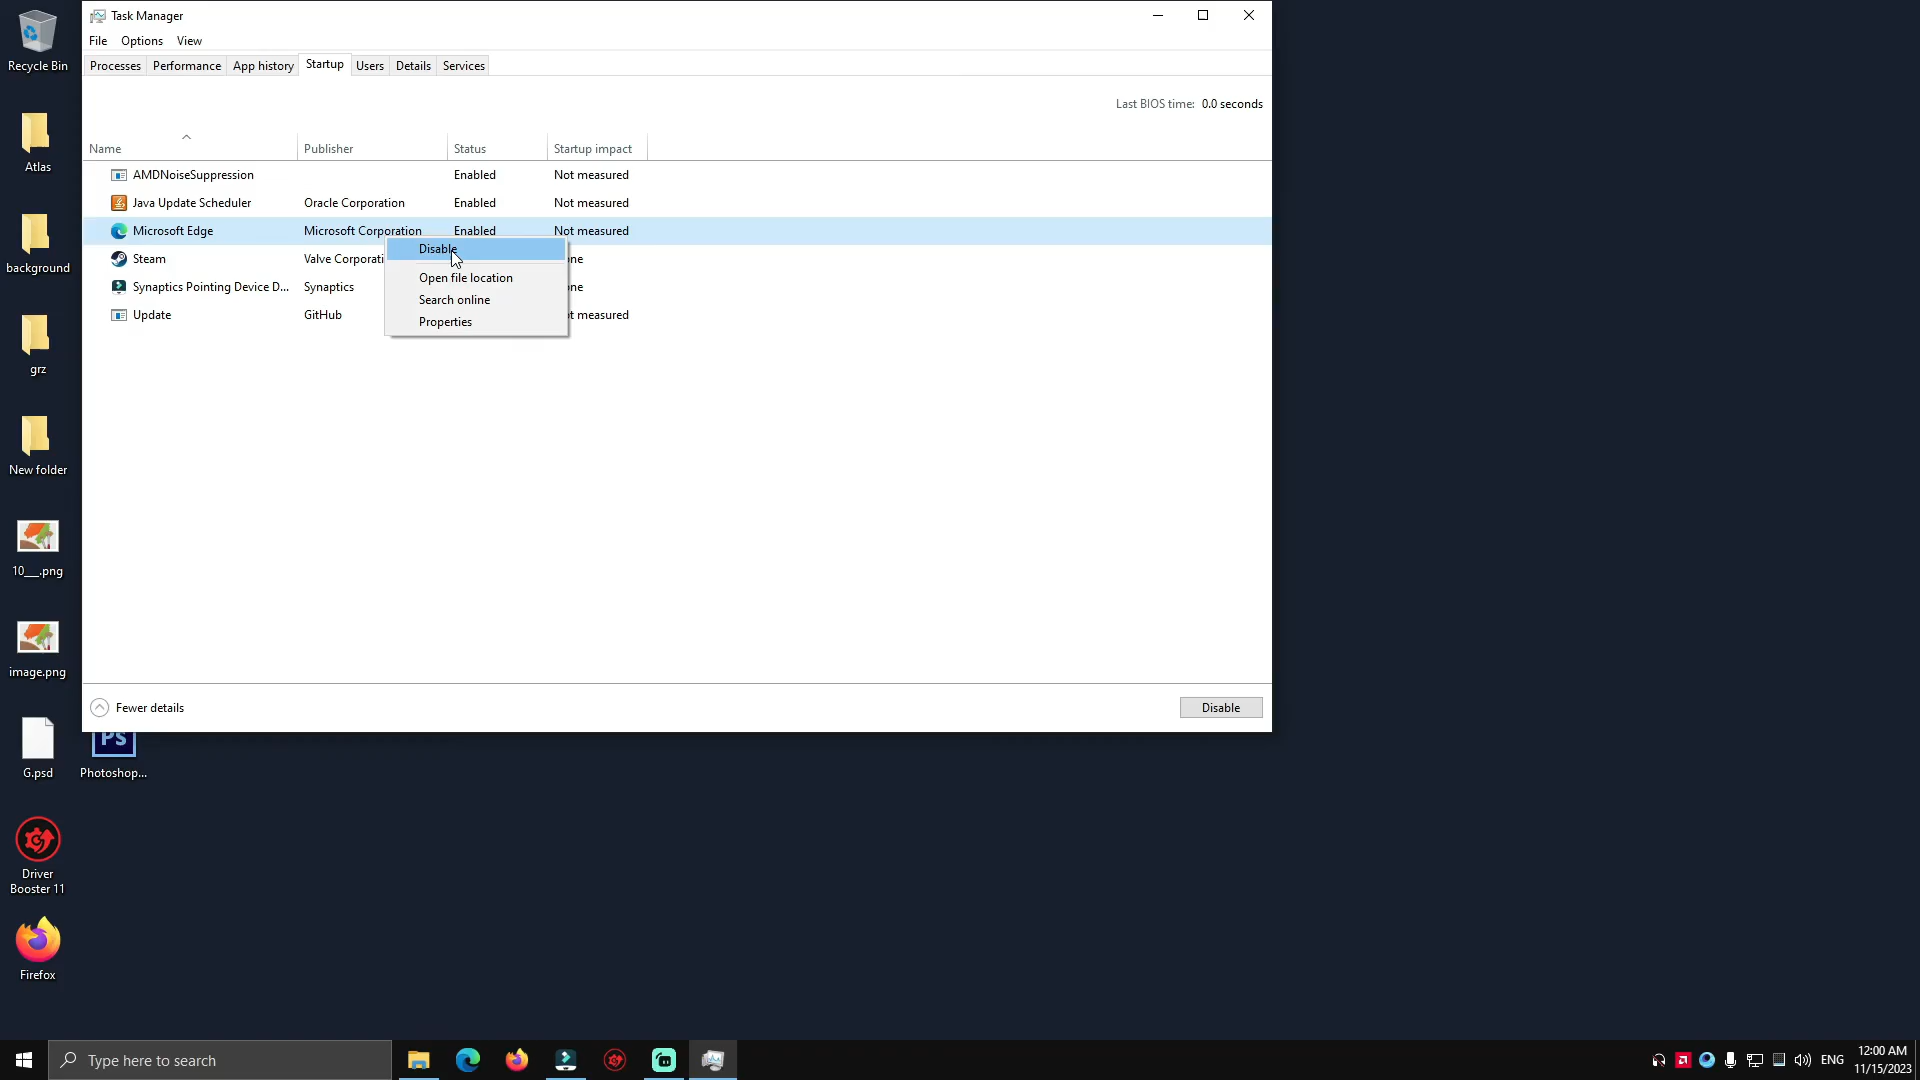 Task Manager
File Options View
Processes Performance App history Startup Users Details Services
Last BIOS time: 0.0 seconds
Name Publisher Status Startup impact
AMDNoiseSuppression Enabled Not measured
Java Update Scheduler Oracle Corporation Enabled Not measured
Microsoft Edge Microsoft Corporation Enabled Not measured
Disable
Steam Valve Corporati
Open file location
Synaptics Pointing Device D... Synaptics
Search online
Update GitHub measured
Properties
Fewer details Disable
Recycle Bin
Atlas
background
grz
New folder
10___.png
image.png
G.psd
PS
Photoshop...
Driver
Booster 11
Firefox
Type here to search
ENG
12:00 AM
11/15/2023